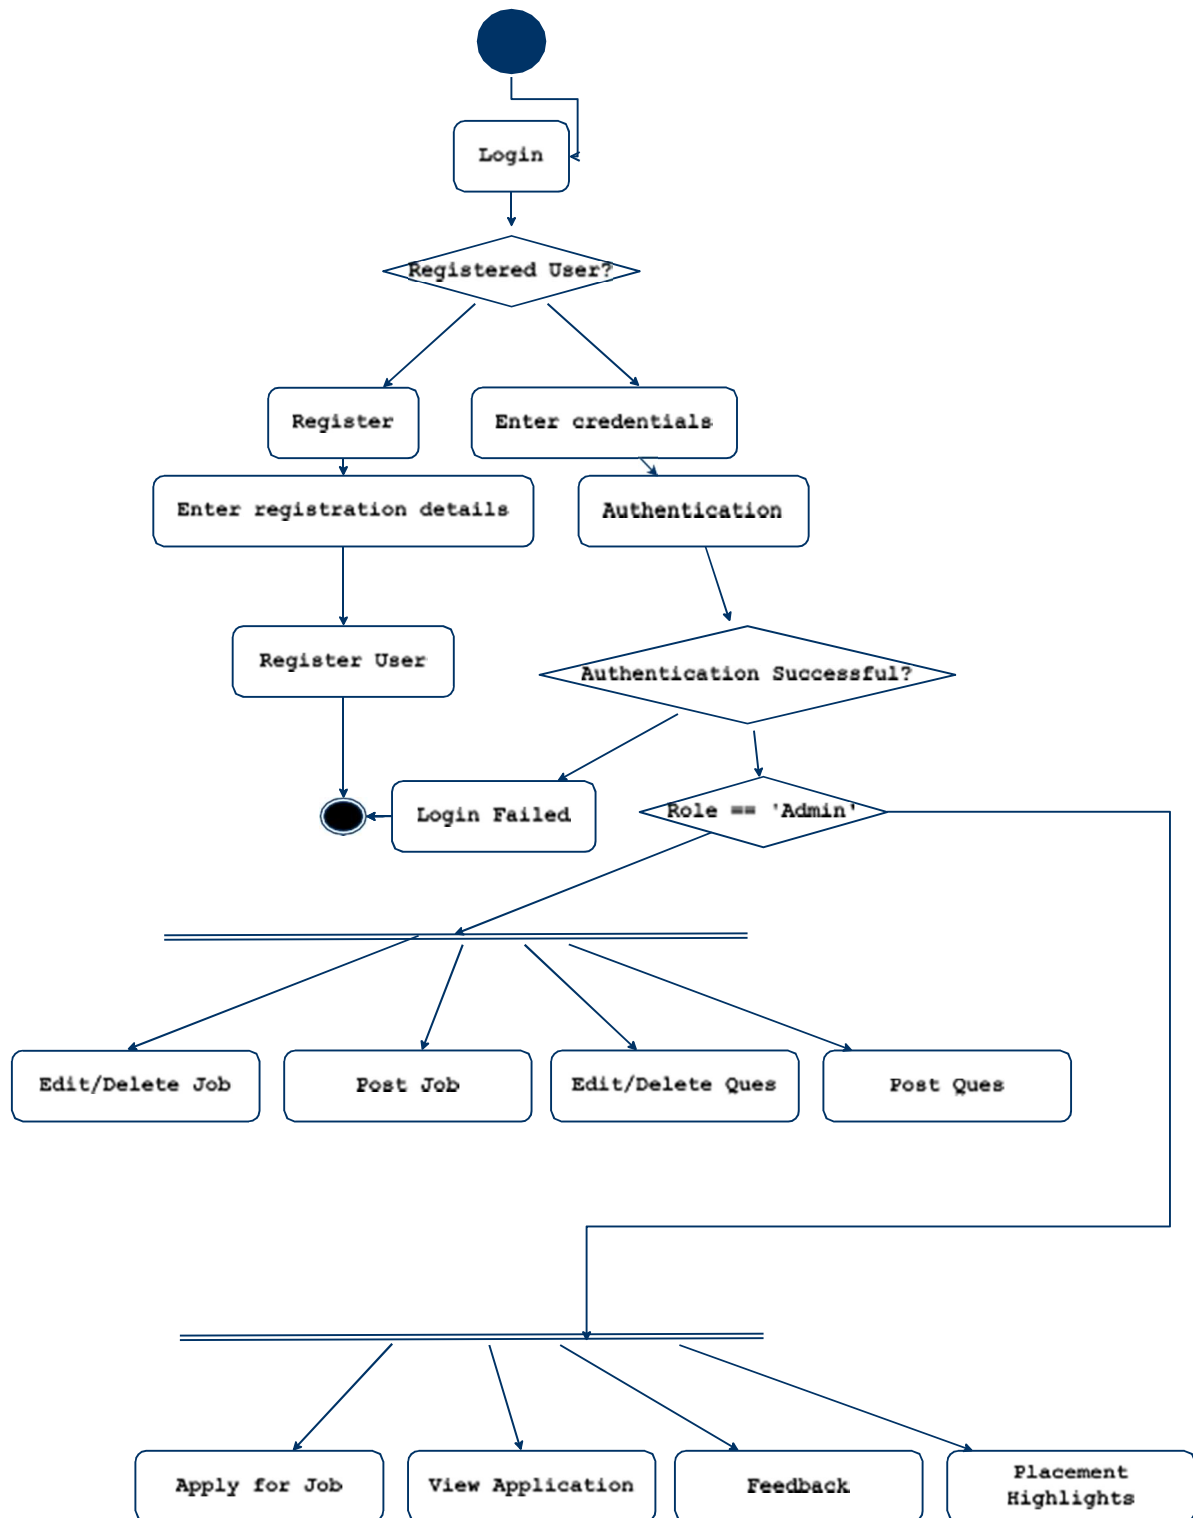 Login
Registered User?
Register
Enter credentials
Enter registration details
Authentication
Register User
Authentication Successful?
Login Failed
Role == 'Admin'
Edit/Delete Job
Post Job
Edit/Delete Ques
Post Ques
Apply for Job
View Application
Feedback
Placement
Highlights